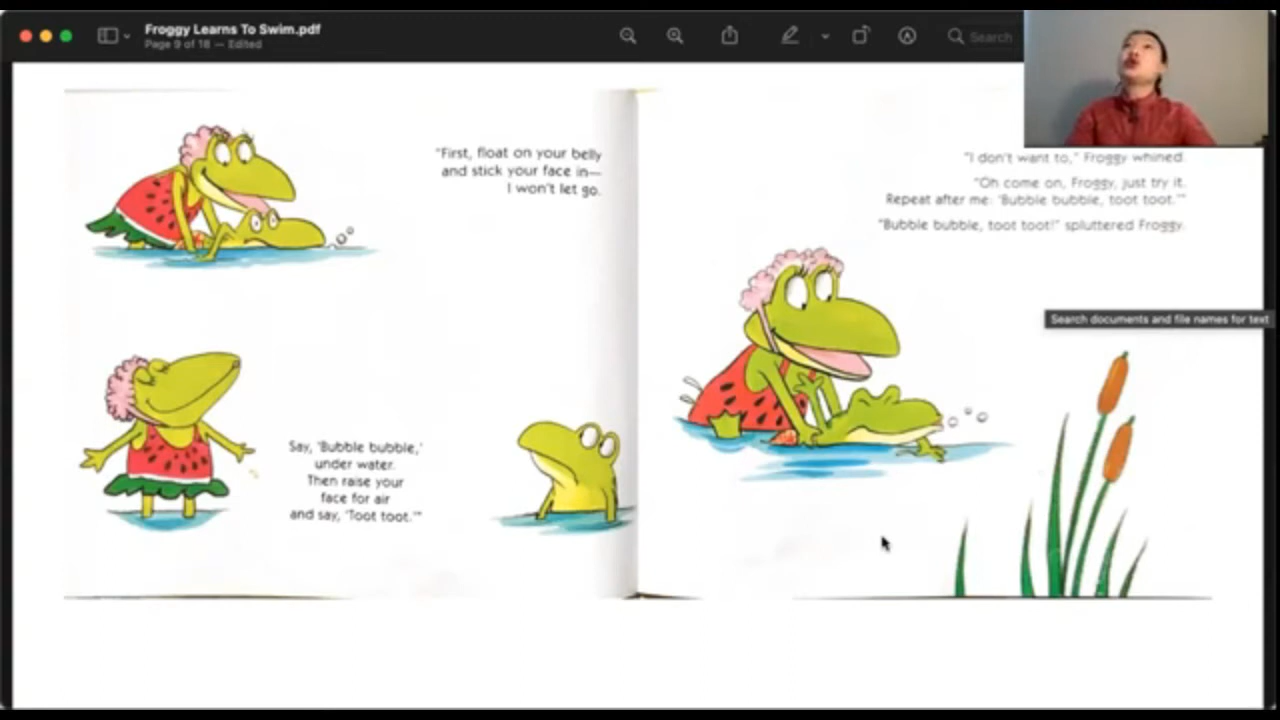 Froggy Learns To Swim.pdf
Page 9 of 18 — Edited
Search
"First, float on your belly
and stick your face in—
I won't let go.
Say, 'Bubble bubble,'
under water.
Then raise your
face for air
and say, 'Toot toot.'"
"I don't want to," Froggy whined.
"Oh come on, Froggy, just try it.
Repeat after me: 'Bubble bubble, toot toot.'"
"Bubble bubble, toot toot!" spluttered Froggy.
Search documents and file names for text